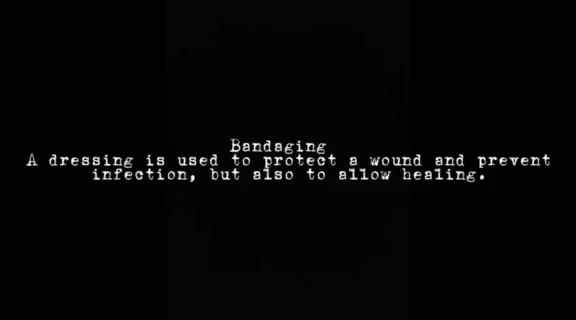 Bandaging
A dressing is used to protect a wound and prevent
infection, but also to allow healing.